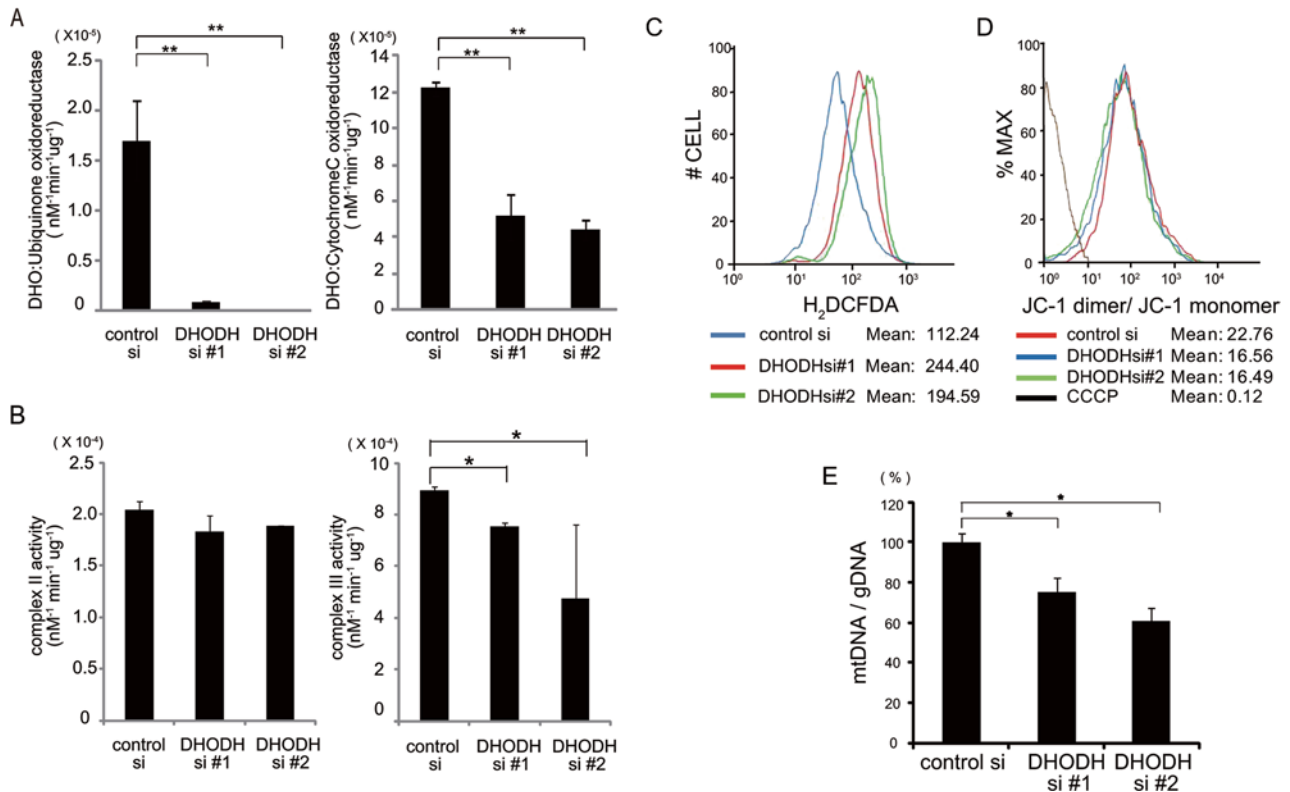 A
( X10-5)
**
**
2.5
2.0
1.5
1.0
0.5
0
DHO:Ubiquinone oxidoreductase
( nM-1min-1ug-1)
control si
DHODH si #1
DHODH si #2
( X 10-5)
**
**
14
12
10
8
6
4
2
0
DHO:CytochromeC oxidoreductase
( nM-1min-1ug-1)
control si
DHODH si #1
DHODH si #2
B
( X 10-4)
2.5
2.0
1.5
1.0
0.5
0
complex II activity
(nM-1 min-1 ug-1)
control si
DHODH si #1
DHODH si #2
( X 10-4)
*
*
10
8
6
4
2
0
complex III activity
(nM-1 min-1 ug-1)
control si
DHODH si #1
DHODH si #2
C
# CELL
100
80
60
40
20
0
100
101
102
103
H2DCFDA
control si Mean: 112.24
DHODHsi#1 Mean: 244.40
DHODHsi#2 Mean: 194.59
D
% MAX
100
80
60
40
20
0
100
101
102
103
104
JC-1 dimer/ JC-1 monomer
control si Mean: 22.76
DHODHsi#1 Mean: 16.56
DHODHsi#2 Mean: 16.49
CCCP Mean: 0.12
E
( % )
*
*
120
100
80
60
40
20
0
mtDNA / gDNA
control si
DHODH si #1
DHODH si #2